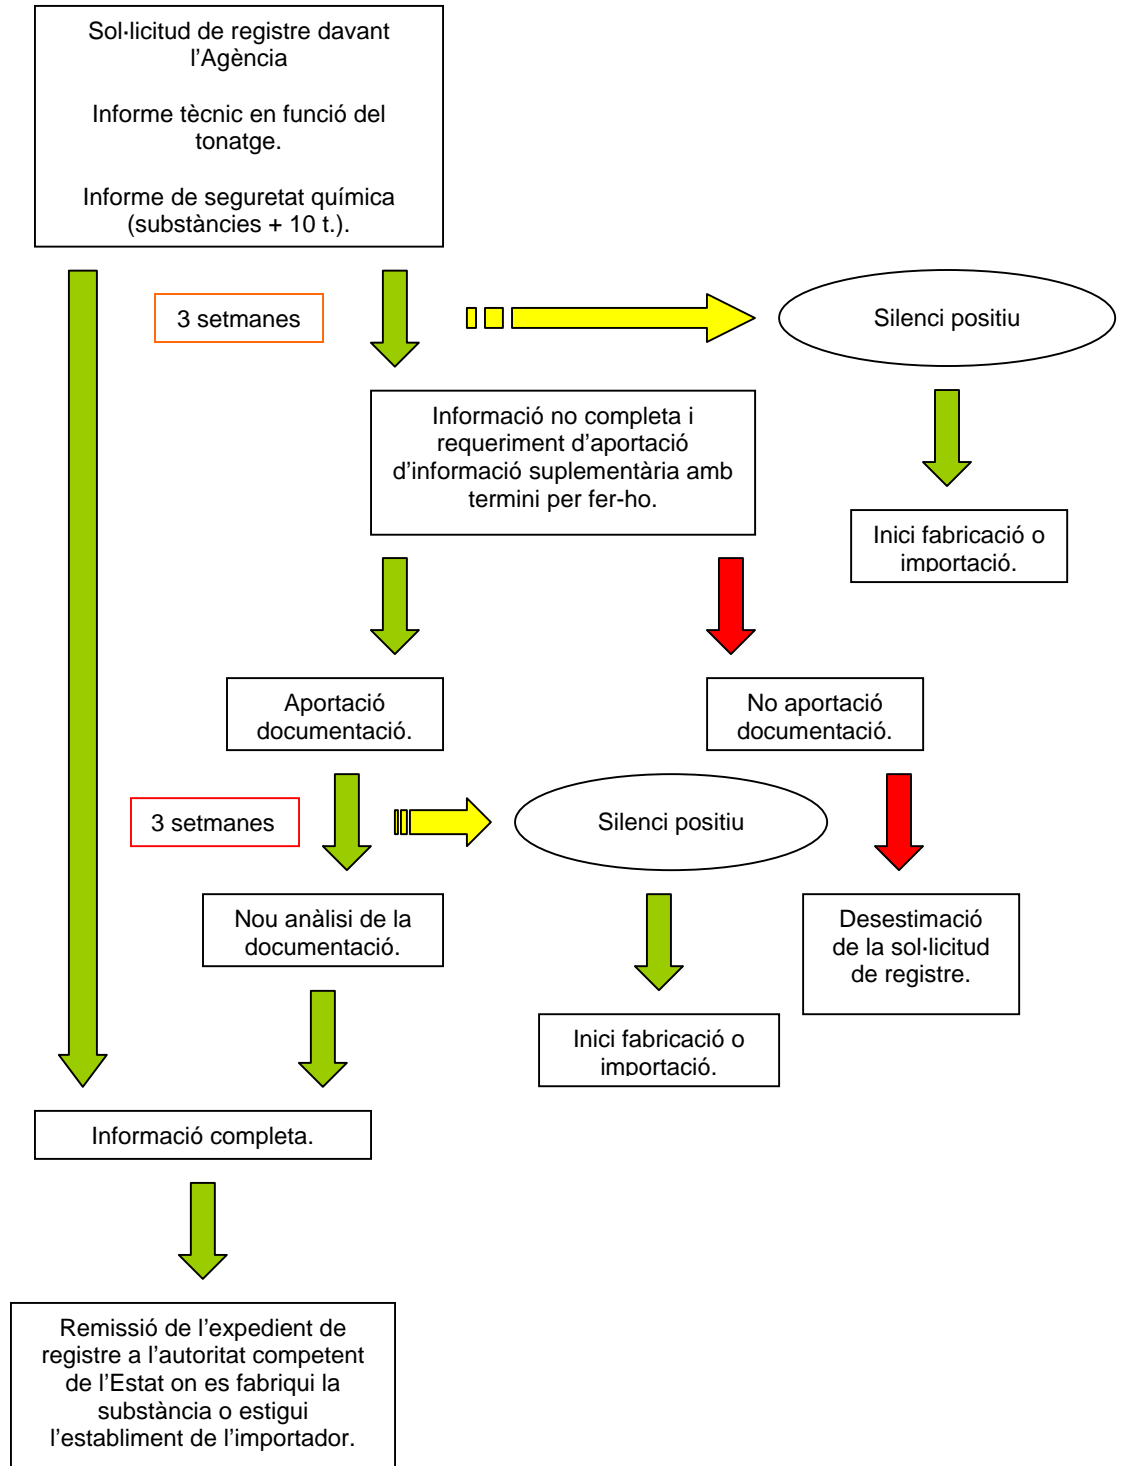 Sol·licitud de registre davant
l’Agència
Informe tècnic en funció del
tonatge.
Informe de seguretat química
(substàncies + 10 t.).
3 setmanes
Silenci positiu
Informació no completa i
requeriment d’aportació
d’informació suplementària amb
termini per fer-ho.
Inici fabricació o
importació.
Aportació
documentació.
No aportació
documentació.
3 setmanes
Silenci positiu
Nou anàlisi de la
documentació.
Desestimació
de la sol·licitud
de registre.
Inici fabricació o
importació.
Informació completa.
Remissió de l’expedient de
registre a l’autoritat competent
de l’Estat on es fabriqui la
substància o estigui
l’establiment de l’importador.